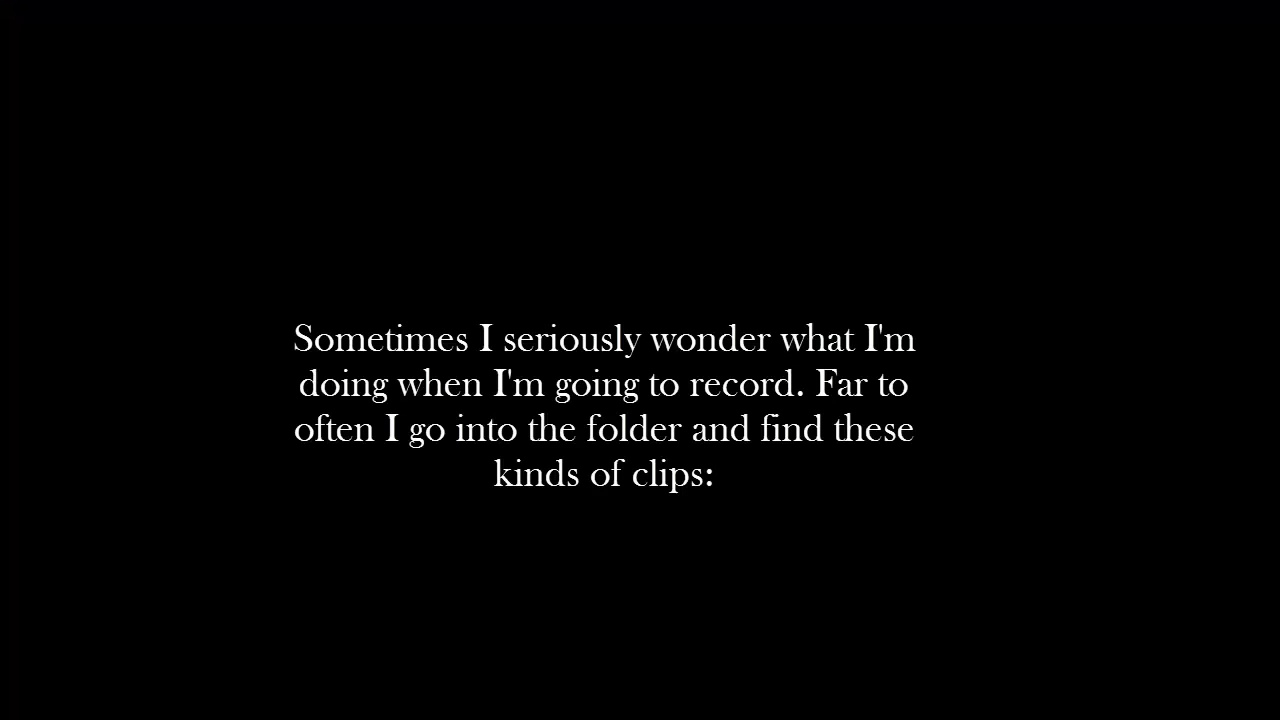 Sometimes I seriously wonder what I'm
doing when I'm going to record. Far to
often I go into the folder and find these
kinds of clips: